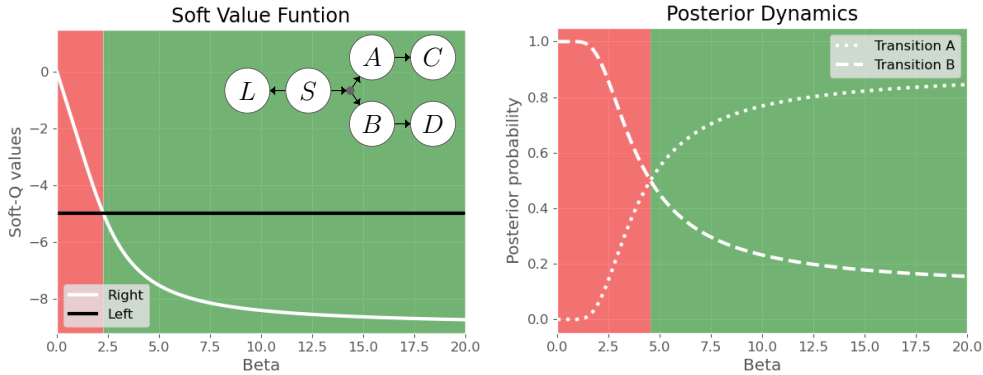 Soft Value Funtion
Soft-Q values
0
−2
−4
−6
−8
L
S
A
C
B
D
Right
Left
0.0
2.5
5.0
7.5
10.0
12.5
15.0
17.5
20.0
Beta
Posterior Dynamics
Posterior probability
1.0
0.8
0.6
0.4
0.2
0.0
Transition A
Transition B
0.0
2.5
5.0
7.5
10.0
12.5
15.0
17.5
20.0
Beta